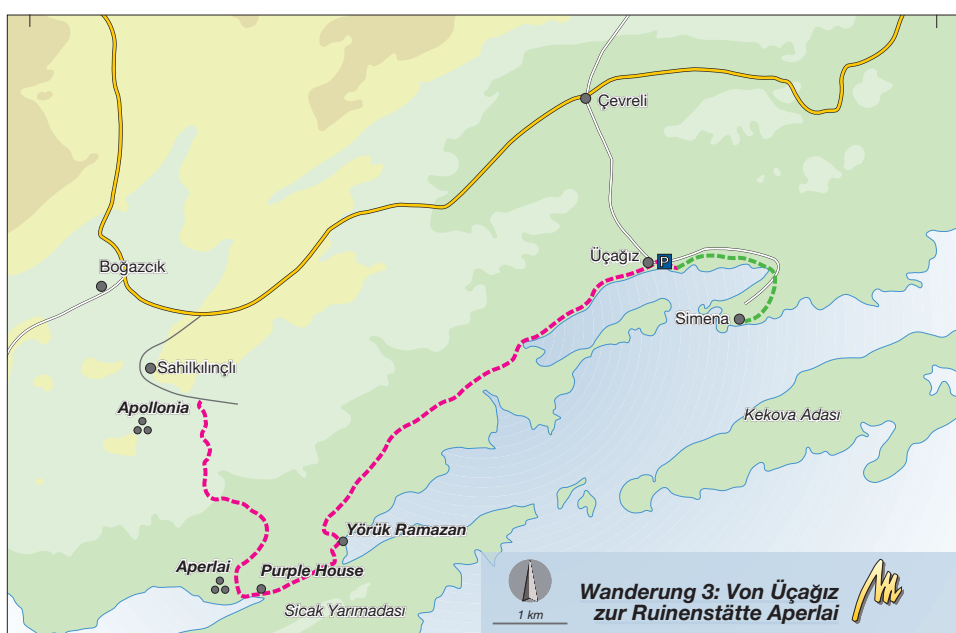 Çevreli
Üçağız
P
Boğazcık
Simena
Sahilkılınçlı
Apollonia
Kekova Adası
Yörük Ramazan
Aperlai
Purple House
Sicak Yarımadası
1 km
Wanderung 3: Von Üçağız
zur Ruinenstätte Aperlai